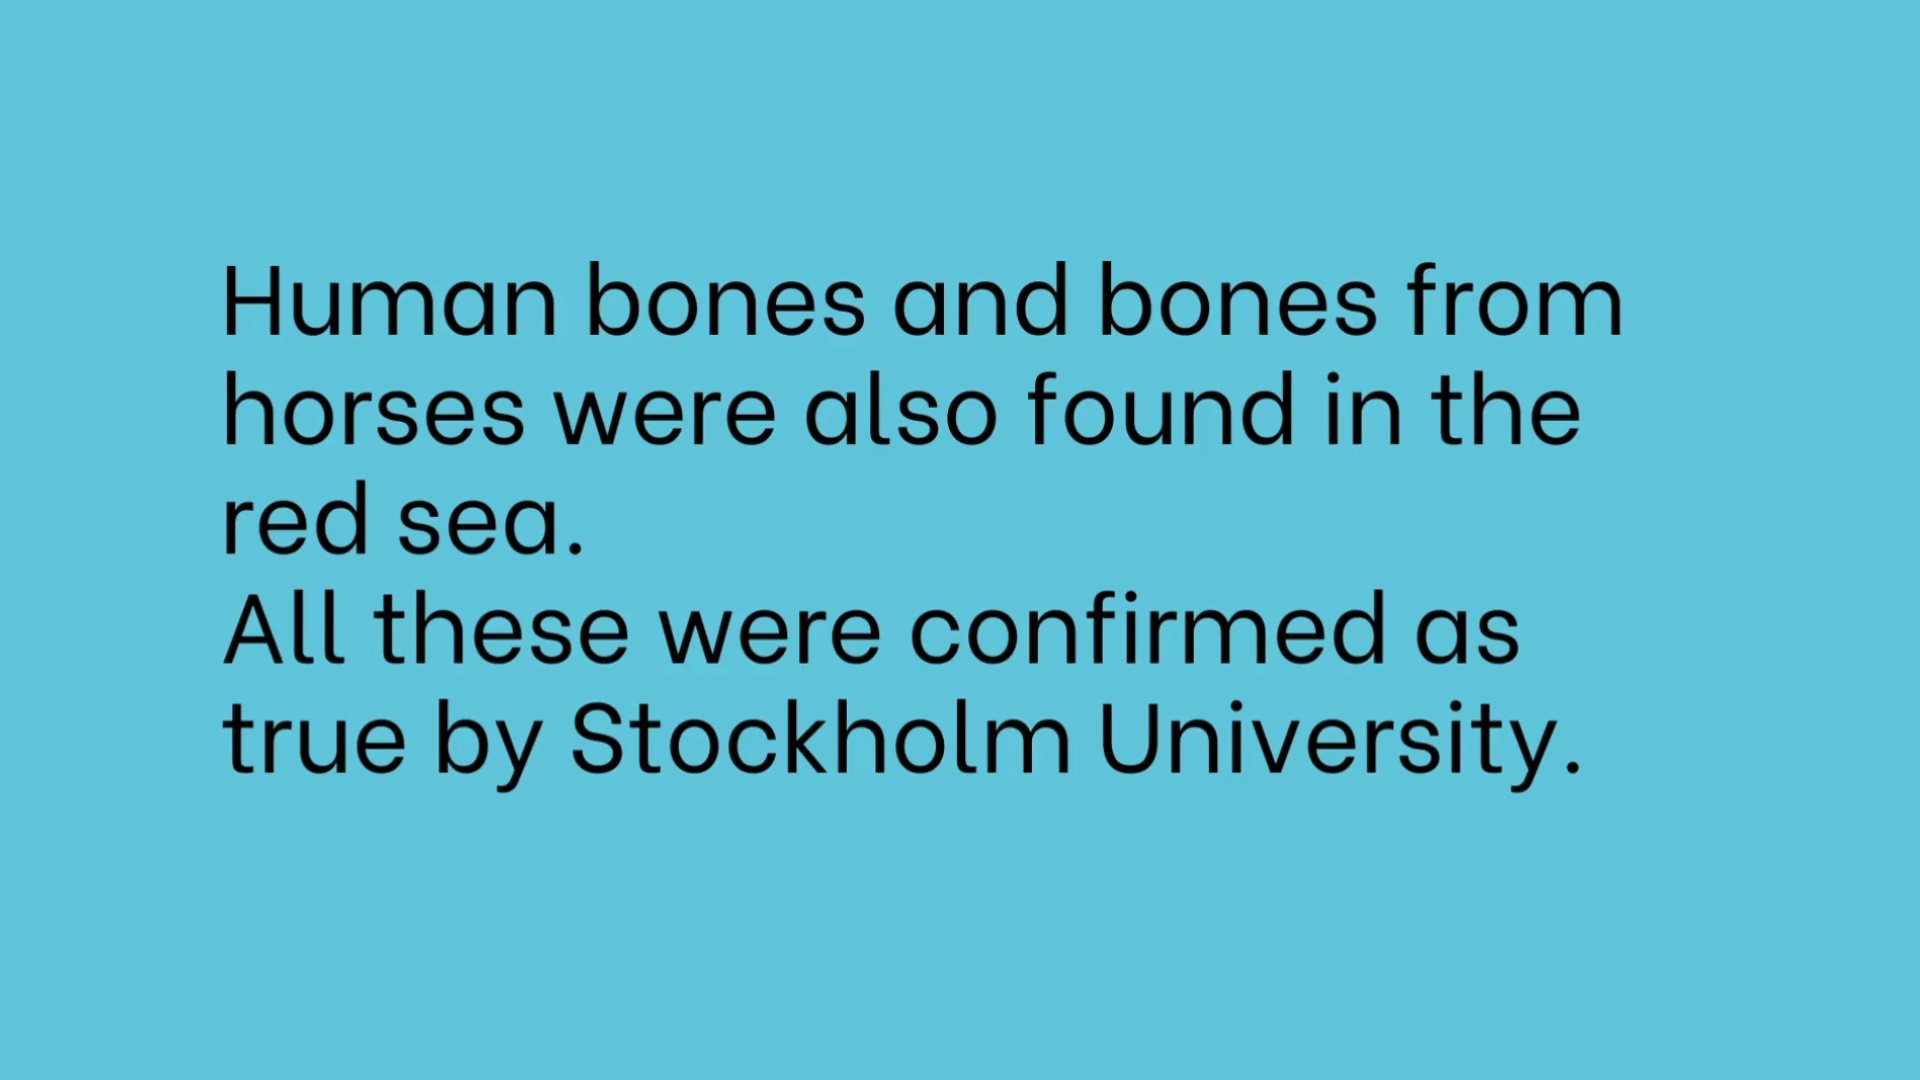 Human bones and bones from
horses were also found in the
red sea.
All these were confirmed as
true by Stockholm University.